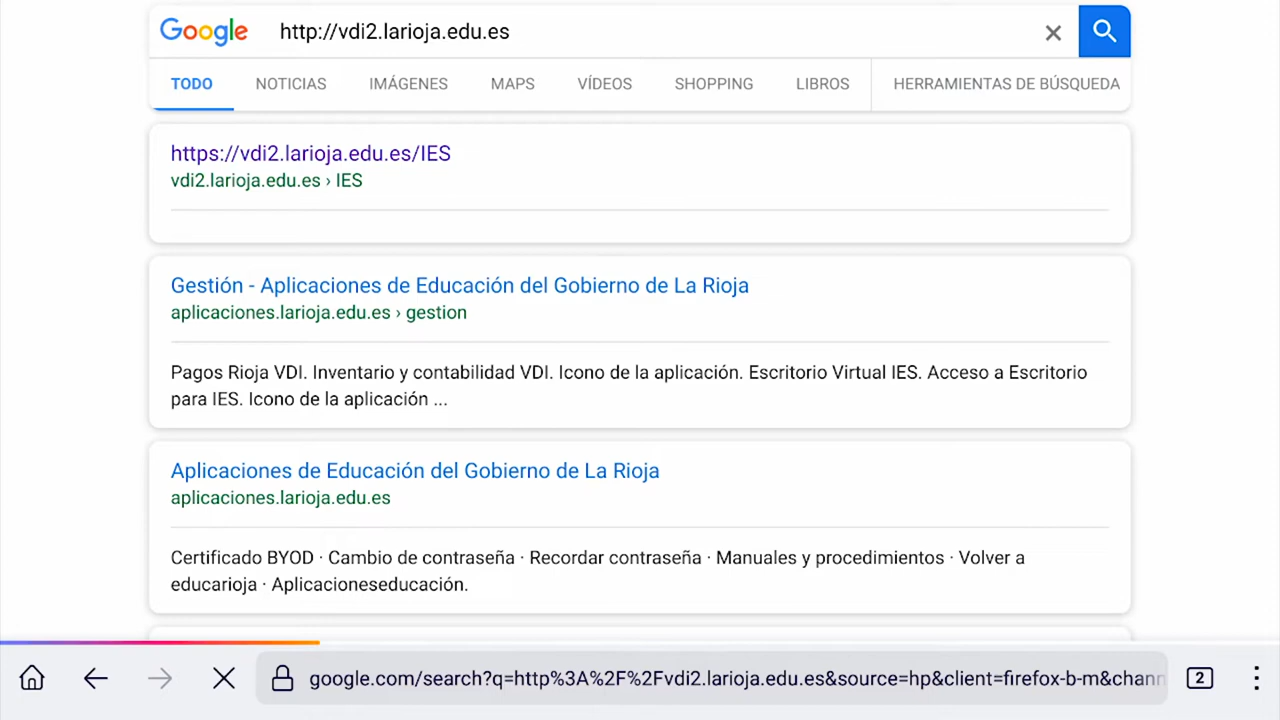 Google http://vdi2.larioja.edu.es
TODO NOTICIAS IMÁGENES MAPS VÍDEOS SHOPPING LIBROS HERRAMIENTAS DE BÚSQUEDA
https://vdi2.larioja.edu.es/IES
vdi2.larioja.edu.es › IES
Gestión - Aplicaciones de Educación del Gobierno de La Rioja
aplicaciones.larioja.edu.es › gestion
Pagos Rioja VDI. Inventario y contabilidad VDI. Icono de la aplicación. Escritorio Virtual IES. Acceso a Escritorio
para IES. Icono de la aplicación ...
Aplicaciones de Educación del Gobierno de La Rioja
aplicaciones.larioja.edu.es
Certificado BYOD · Cambio de contraseña · Recordar contraseña · Manuales y procedimientos · Volver a
educarioja · Aplicacioneseducación.
google.com/search?q=http%3A%2F%2Fvdi2.larioja.edu.es&source=hp&client=firefox-b-m&chann 2